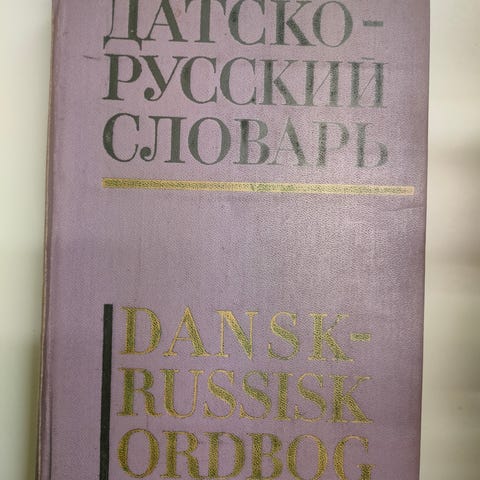 ДАТСКО-
РУССКИЙ
СЛОВАРЬ
DANSK-
RUSSISK
ORDBOG